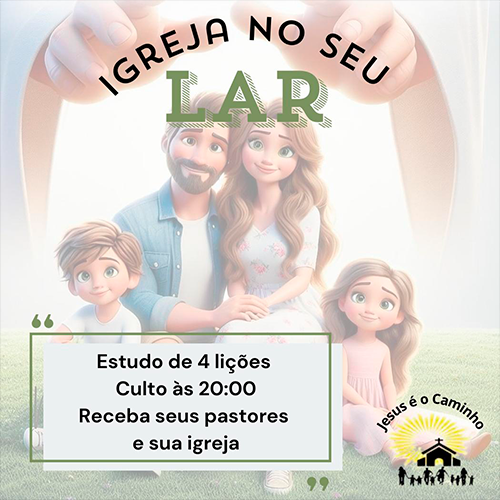 IGREJA NO SEU
LAR
“
Estudo de 4 lições
Culto às 20:00
Receba seus pastores
e sua igreja
”
Jesus é o Caminho